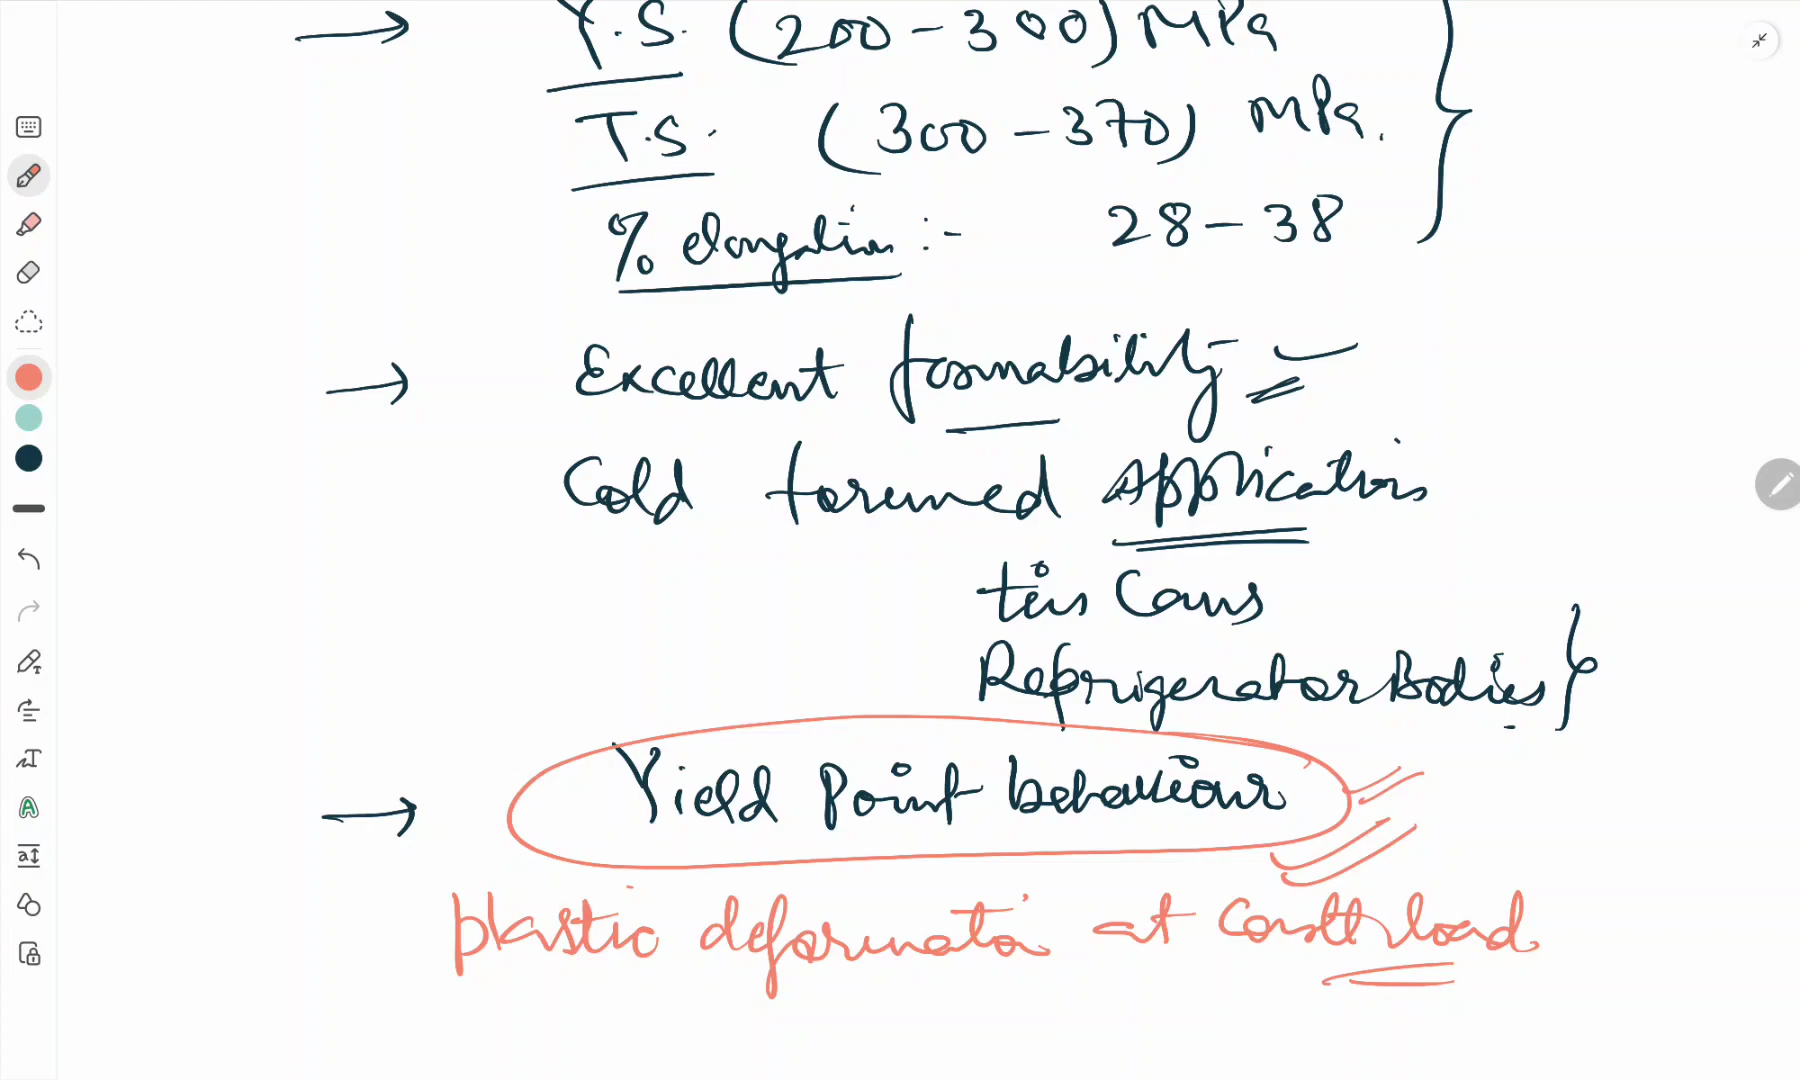 Y.S. (200-300) MPa
T.S. (300-370) MPa.
% elongation :- 28-38
Excellent formability
Cold formed Applications
tin Cans
Refrigerator Bodies
Yield Point behaviour
plastic deformation at constt load